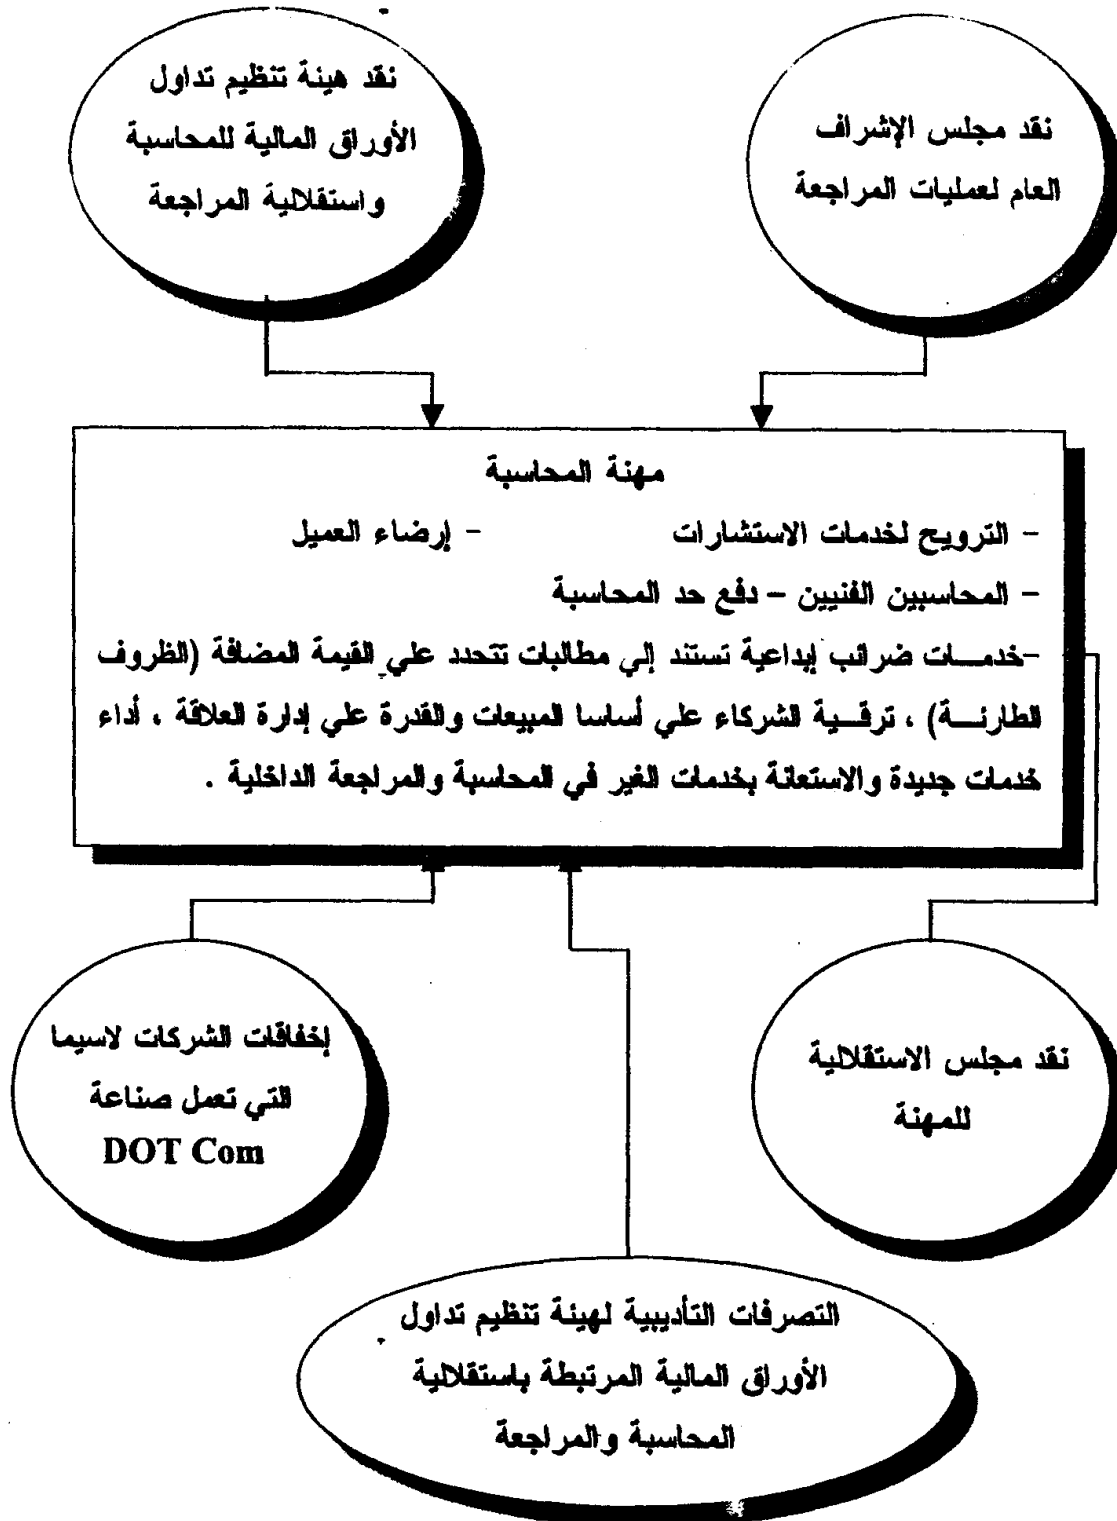 نقد مجلس الإشراف
العام لعمليات المراجعة
نقد هيئة تنظيم تداول
الأوراق المالية للمحاسبة
واستقلالية المراجعة
مهنة المحاسبة
- الترويح لخدمات الاستشارات - إرضاء العميل
- المحاسبين الفنيين - دفع حد المحاسبة
-خدمـــات ضرائب إبداعية تستند إلي مطالبات تتحدد علي القيمة المضافة (الظروف
الطارئـــة) ، ترقـــية الشركاء علي أساسا المبيعات والقدرة علي إدارة العلاقة ، أداء
خدمات جديدة والاستعانة بخدمات الغير في المحاسبة والمراجعة الداخلية .
نقد مجلس الاستقلالية
للمهنة
إخفاقات الشركات لاسيما
التي تعمل صناعة
DOT Com
التصرفات التأديبية لهيئة تنظيم تداول
الأوراق المالية المرتبطة باستقلالية
المحاسبة والمراجعة